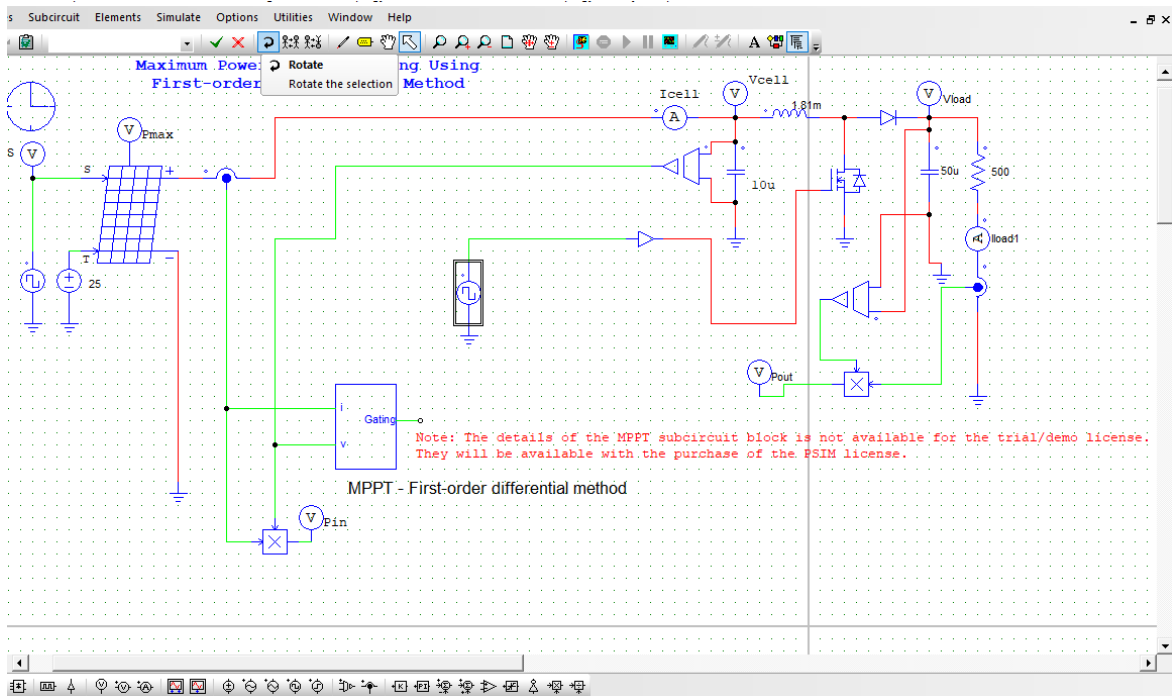 s Subcircuit Elements Simulate Options Utilities Window Help
Maximum Powe
ng Using
First-order
Method
Rotate
Rotate the selection
Vcell
Icell
V
1.81m
V
Vload
A
V
Pmax
S
V
S
+
10u
50u
500
T
-
25
A
Iload1
V
Pout
i
Gating
v
Note: The details of the MPPT subcircuit block is not available for the trial/demo license.
They will be available with the purchase of the PSIM license.
MPPT - First-order differential method
V
Pin